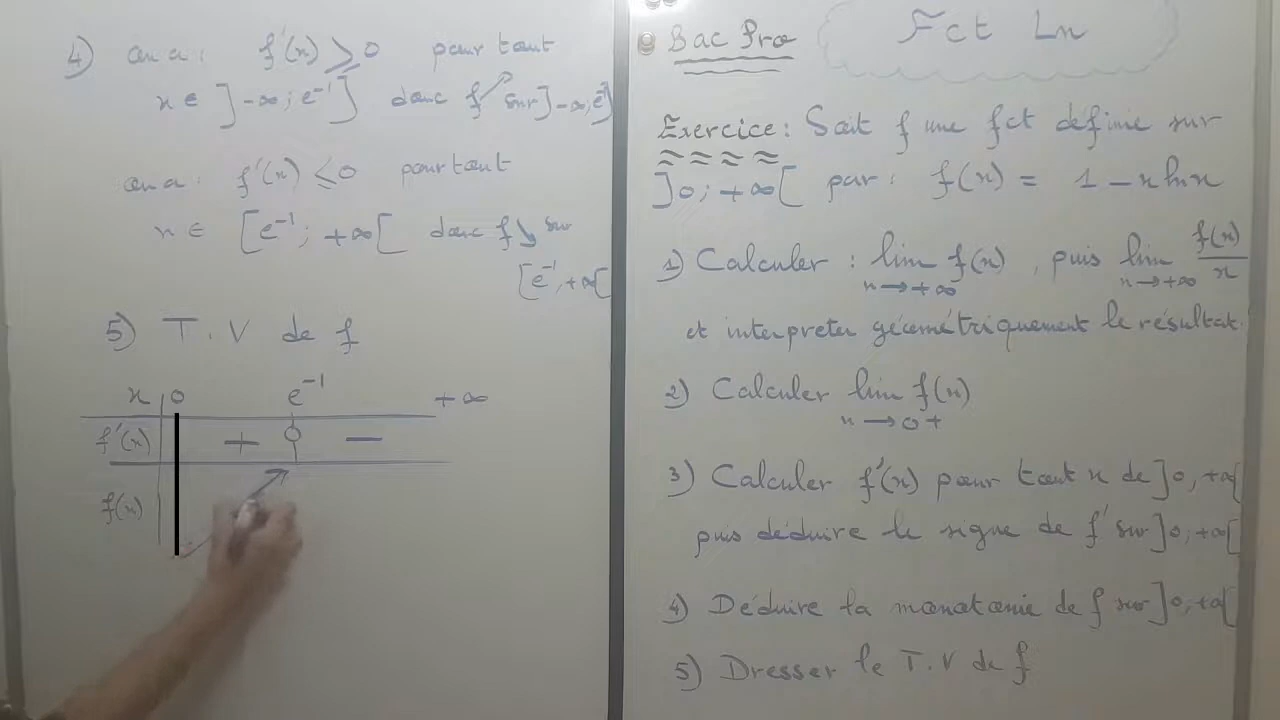 4) on a : f'(x) ⩾ 0 pour tout
x ∈ ]-∞; e⁻¹] donc f ↗ sur ]-∞; e⁻¹]
on a : f'(x) ⩽ 0 pour tout
x ∈ [e⁻¹; +∞[ donc f ↘ sur
[e⁻¹, +∞[
5) T.V de f
x 0 e⁻¹ +∞
f'(x) + 0 −
f(x)
Fct Ln
Bac Pro
Exercice : Soit f une fct définie sur
]0; +∞[ par : f(x) = 1 - x ln x
1) Calculer : lim f(x), puis lim f(x)/x
x→+∞ x→+∞
et interpreter géométriquement le résultat.
2) Calculer lim f(x)
x→0+
3) Calculer f'(x) pour tout x de ]0, +∞[
puis déduire le signe de f' sur ]0; +∞[
4) Déduire la monotonie de f sur ]0, +∞[
5) Dresser le T.V de f